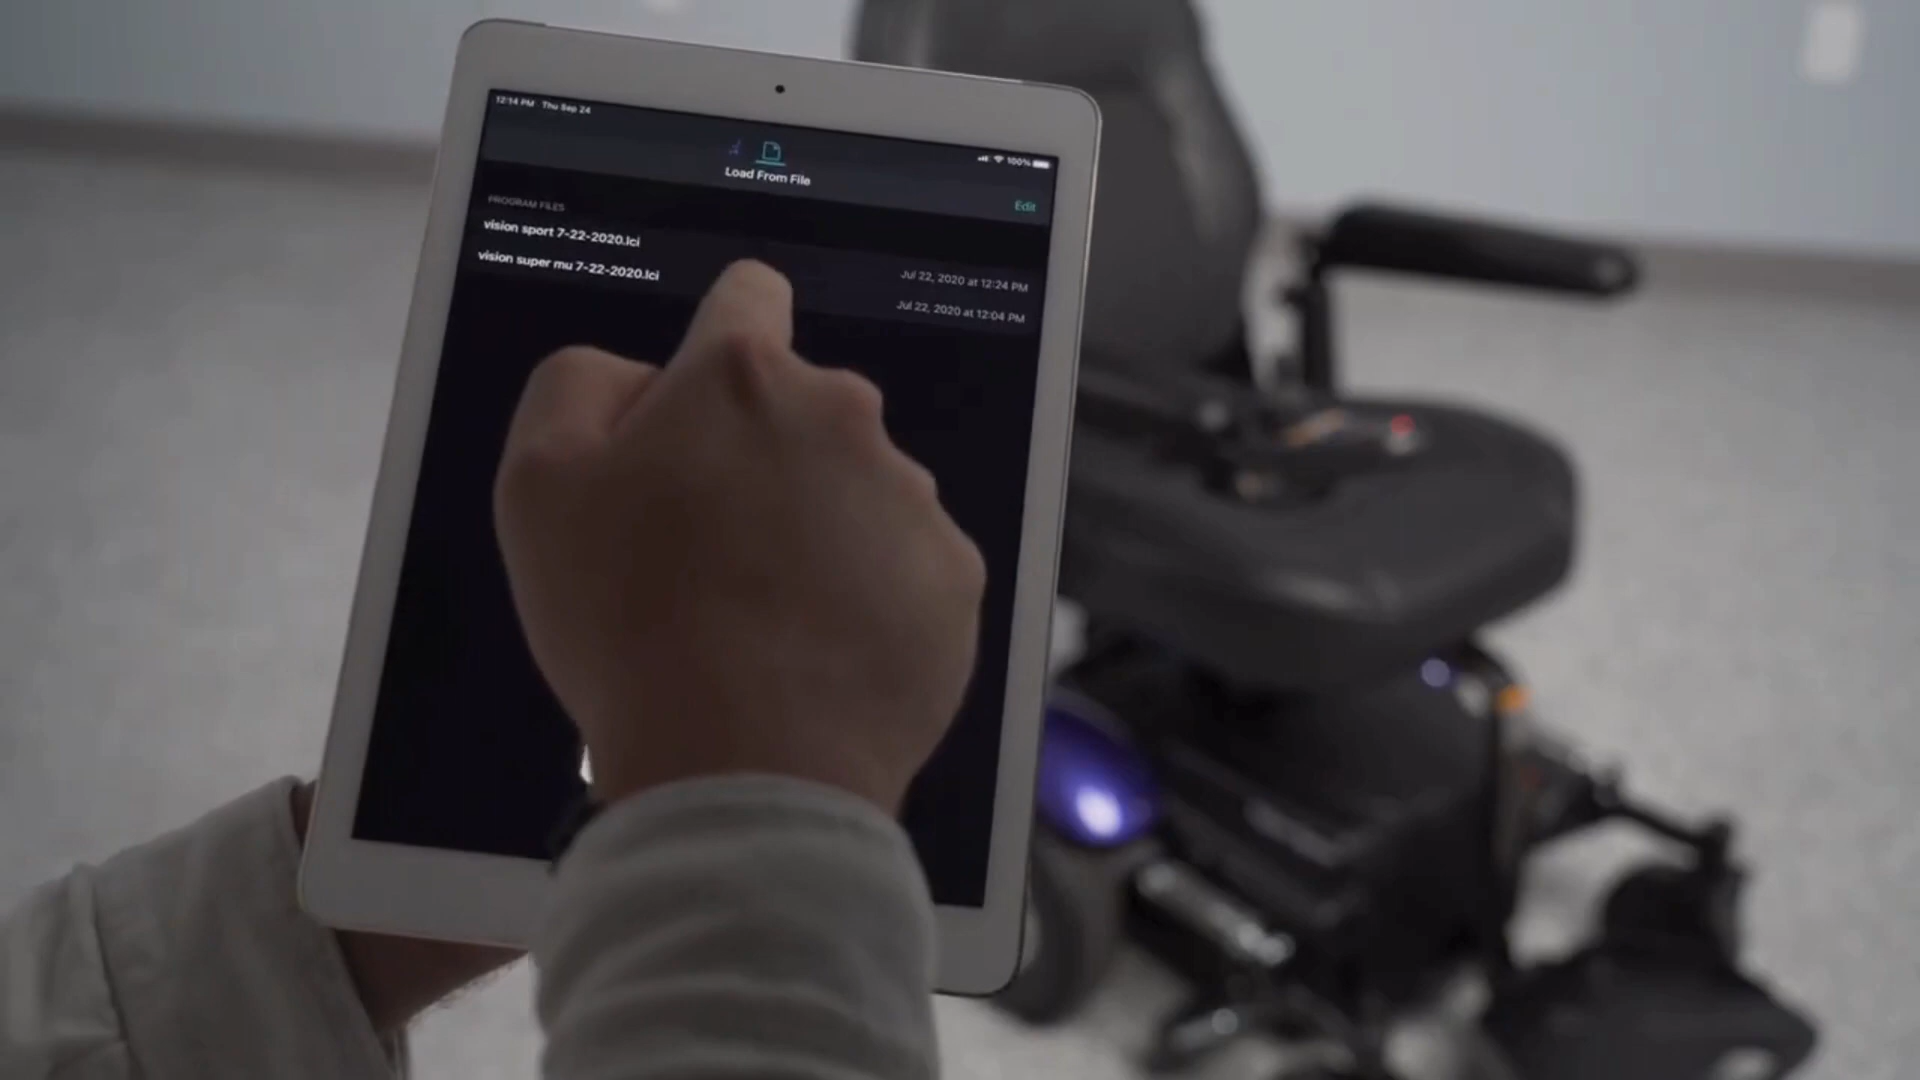 12:14 PM Thu Sep 24
100%
Load From File
Edit
PROGRAM FILES
vision sport 7-22-2020.lci
Jul 22, 2020 at 12:24 PM
vision super mu 7-22-2020.lci
Jul 22, 2020 at 12:04 PM